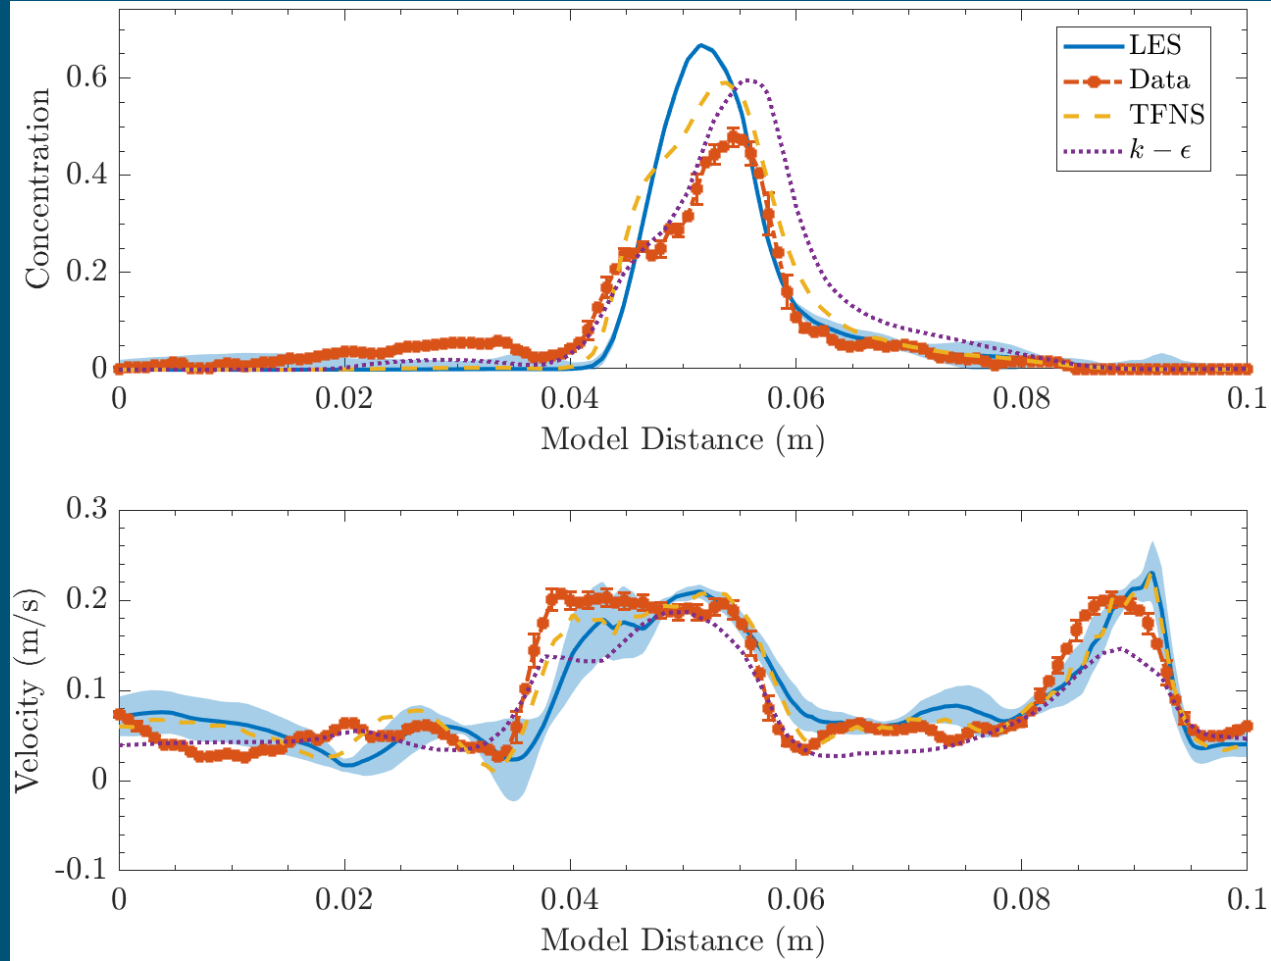 LES
Data
TFNS
k − ϵ
Concentration
0.6
0.4
0.2
0
0 0.02 0.04 0.06 0.08 0.1
Model Distance (m)
Velocity (m/s)
0.3
0.2
0.1
0
-0.1
0 0.02 0.04 0.06 0.08 0.1
Model Distance (m)